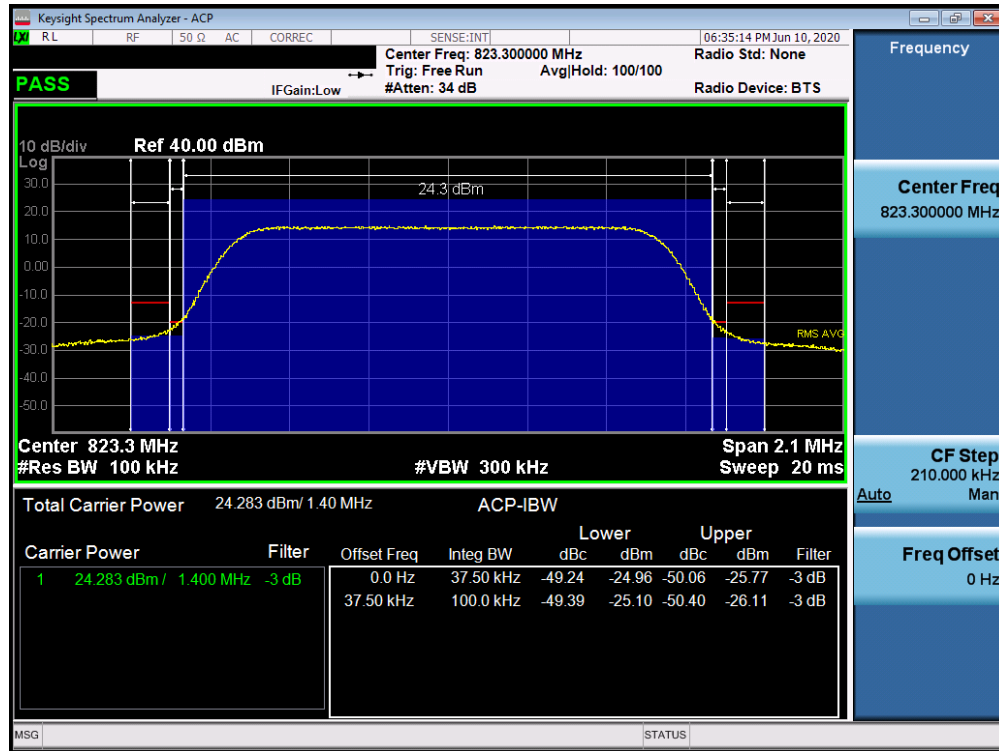 Keysight Spectrum Analyzer - ACP
LXI RL RF 50 Ω AC CORREC SENSE:INT 06:35:14 PM Jun 10, 2020
Center Freq: 823.300000 MHz Radio Std: None
Trig: Free Run Avg|Hold: 100/100
PASS IFGain:Low #Atten: 34 dB Radio Device: BTS
Frequency
10 dB/div Ref 40.00 dBm
Log
30.0
24.3 dBm
20.0
10.0
0.00
-10.0
-20.0
RMS AVG
-30.0
-40.0
-50.0
Center 823.3 MHz Span 2.1 MHz
#Res BW 100 kHz #VBW 300 kHz Sweep 20 ms
Center Freq
823.300000 MHz
CF Step
210.000 kHz
Auto Man
Freq Offset
0 Hz
Total Carrier Power 24.283 dBm/ 1.40 MHz ACP-IBW
Lower Upper
Carrier Power Filter Offset Freq Integ BW dBc dBm dBc dBm Filter
1 24.283 dBm / 1.400 MHz -3 dB 0.0 Hz 37.50 kHz -49.24 -24.96 -50.06 -25.77 -3 dB
37.50 kHz 100.0 kHz -49.39 -25.10 -50.40 -26.11 -3 dB
MSG STATUS